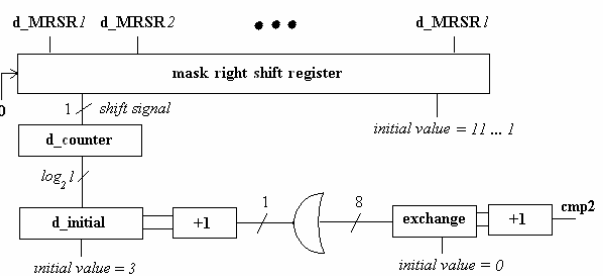 d_MRSR1 d_MRSR2 ●●● d_MRSRl
mask right shift register
0
1 shift signal
initial value = 11 ... 1
d_counter
log2 l
d_initial +1 1 8 exchange +1 cmp2
initial value = 3
initial value = 0